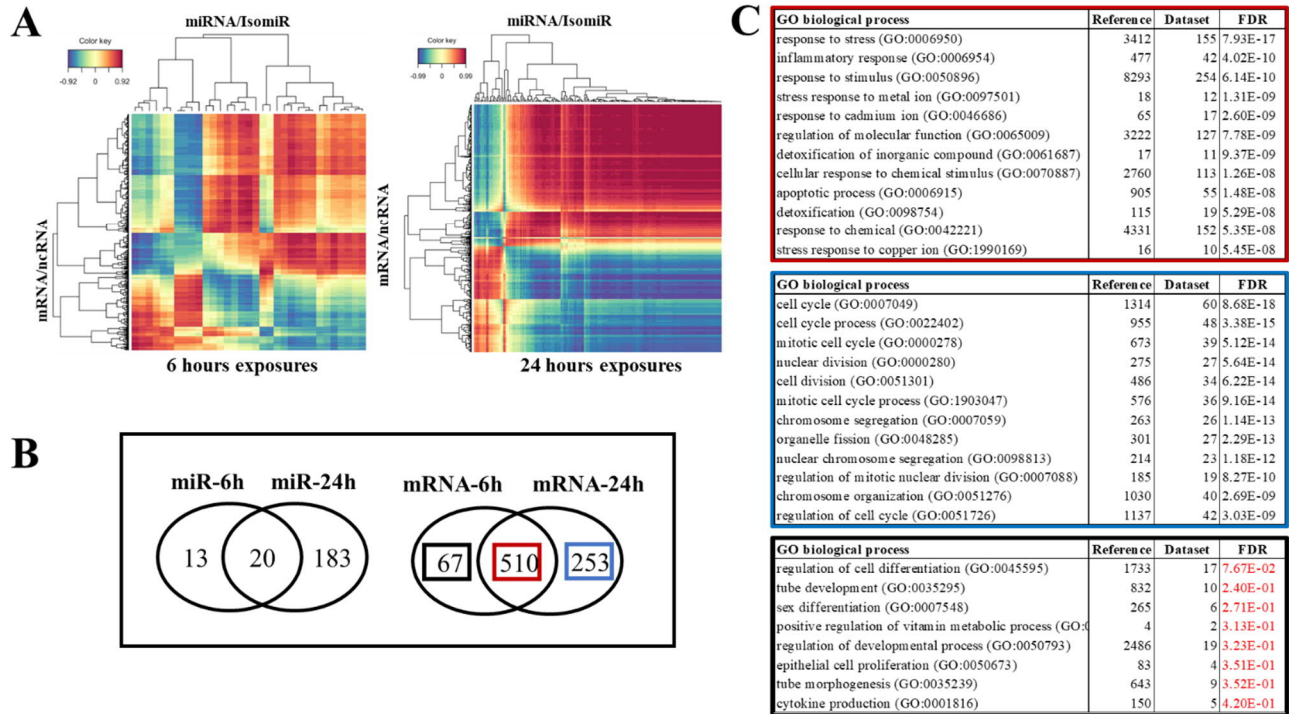 A
miRNA/IsomiR
Color key
-0.92 0 0.92
mRNA/ncRNA
6 hours exposures
miRNA/IsomiR
Color key
-0.99 0 0.99
mRNA/ncRNA
24 hours exposures
B
miR-6h miR-24h
13 20 183
mRNA-6h mRNA-24h
67 510 253
C
GO biological process Reference Dataset FDR
response to stress (GO:0006950) 3412 155 7.93E-17
inflammatory response (GO:0006954) 477 42 4.02E-10
response to stimulus (GO:0050896) 8293 254 6.14E-10
stress response to metal ion (GO:0097501) 18 12 1.31E-09
response to cadmium ion (GO:0046686) 65 17 2.60E-09
regulation of molecular function (GO:0065009) 3222 127 7.78E-09
detoxification of inorganic compound (GO:0061687) 17 11 9.37E-09
cellular response to chemical stimulus (GO:0070887) 2760 113 1.26E-08
apoptotic process (GO:0006915) 905 55 1.48E-08
detoxification (GO:0098754) 115 19 5.29E-08
response to chemical (GO:0042221) 4331 152 5.35E-08
stress response to copper ion (GO:1990169) 16 10 5.45E-08
GO biological process Reference Dataset FDR
cell cycle (GO:0007049) 1314 60 8.68E-18
cell cycle process (GO:0022402) 955 48 3.38E-15
mitotic cell cycle (GO:0000278) 673 39 5.12E-14
nuclear division (GO:0000280) 275 27 5.64E-14
cell division (GO:0051301) 486 34 6.22E-14
mitotic cell cycle process (GO:1903047) 576 36 9.16E-14
chromosome segregation (GO:0007059) 263 26 1.14E-13
organelle fission (GO:0048285) 301 27 2.29E-13
nuclear chromosome segregation (GO:0098813) 214 23 1.18E-12
regulation of mitotic nuclear division (GO:0007088) 185 19 8.27E-10
chromosome organization (GO:0051276) 1030 40 2.69E-09
regulation of cell cycle (GO:0051726) 1137 42 3.03E-09
GO biological process Reference Dataset FDR
regulation of cell differentiation (GO:0045595) 1733 17 7.67E-02
tube development (GO:0035295) 832 10 2.40E-01
sex differentiation (GO:0007548) 265 6 2.71E-01
positive regulation of vitamin metabolic process (GO:( 4 2 3.13E-01
regulation of developmental process (GO:0050793) 2486 19 3.23E-01
epithelial cell proliferation (GO:0050673) 83 4 3.51E-01
tube morphogenesis (GO:0035239) 643 9 3.52E-01
cytokine production (GO:0001816) 150 5 4.20E-01